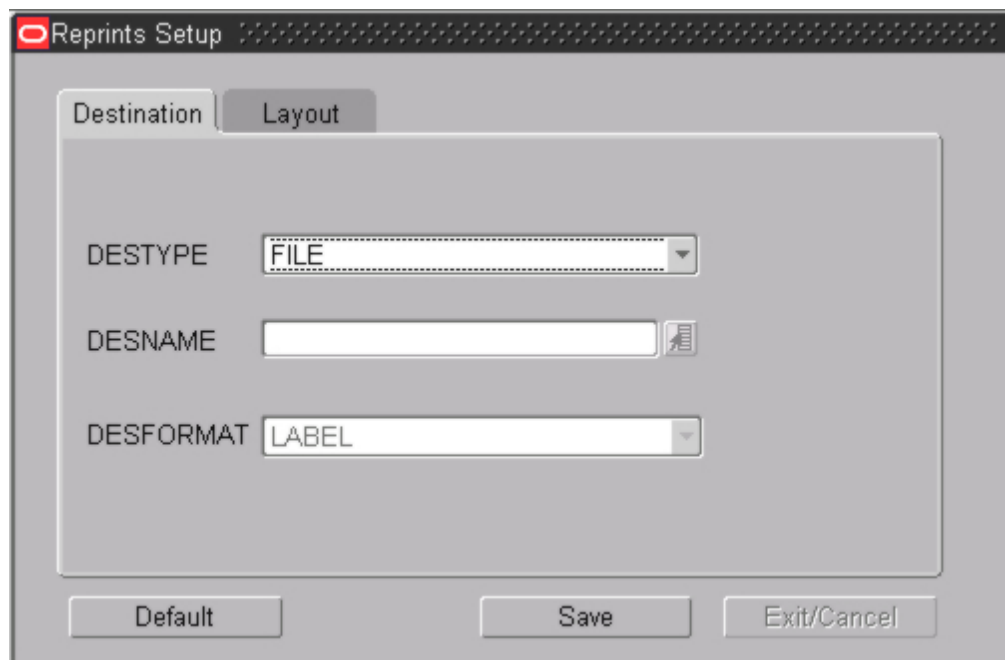 Reprints Setup
Destination Layout
DESTYPE FILE
DESNAME
DESFORMAT LABEL
Default Save Exit/Cancel